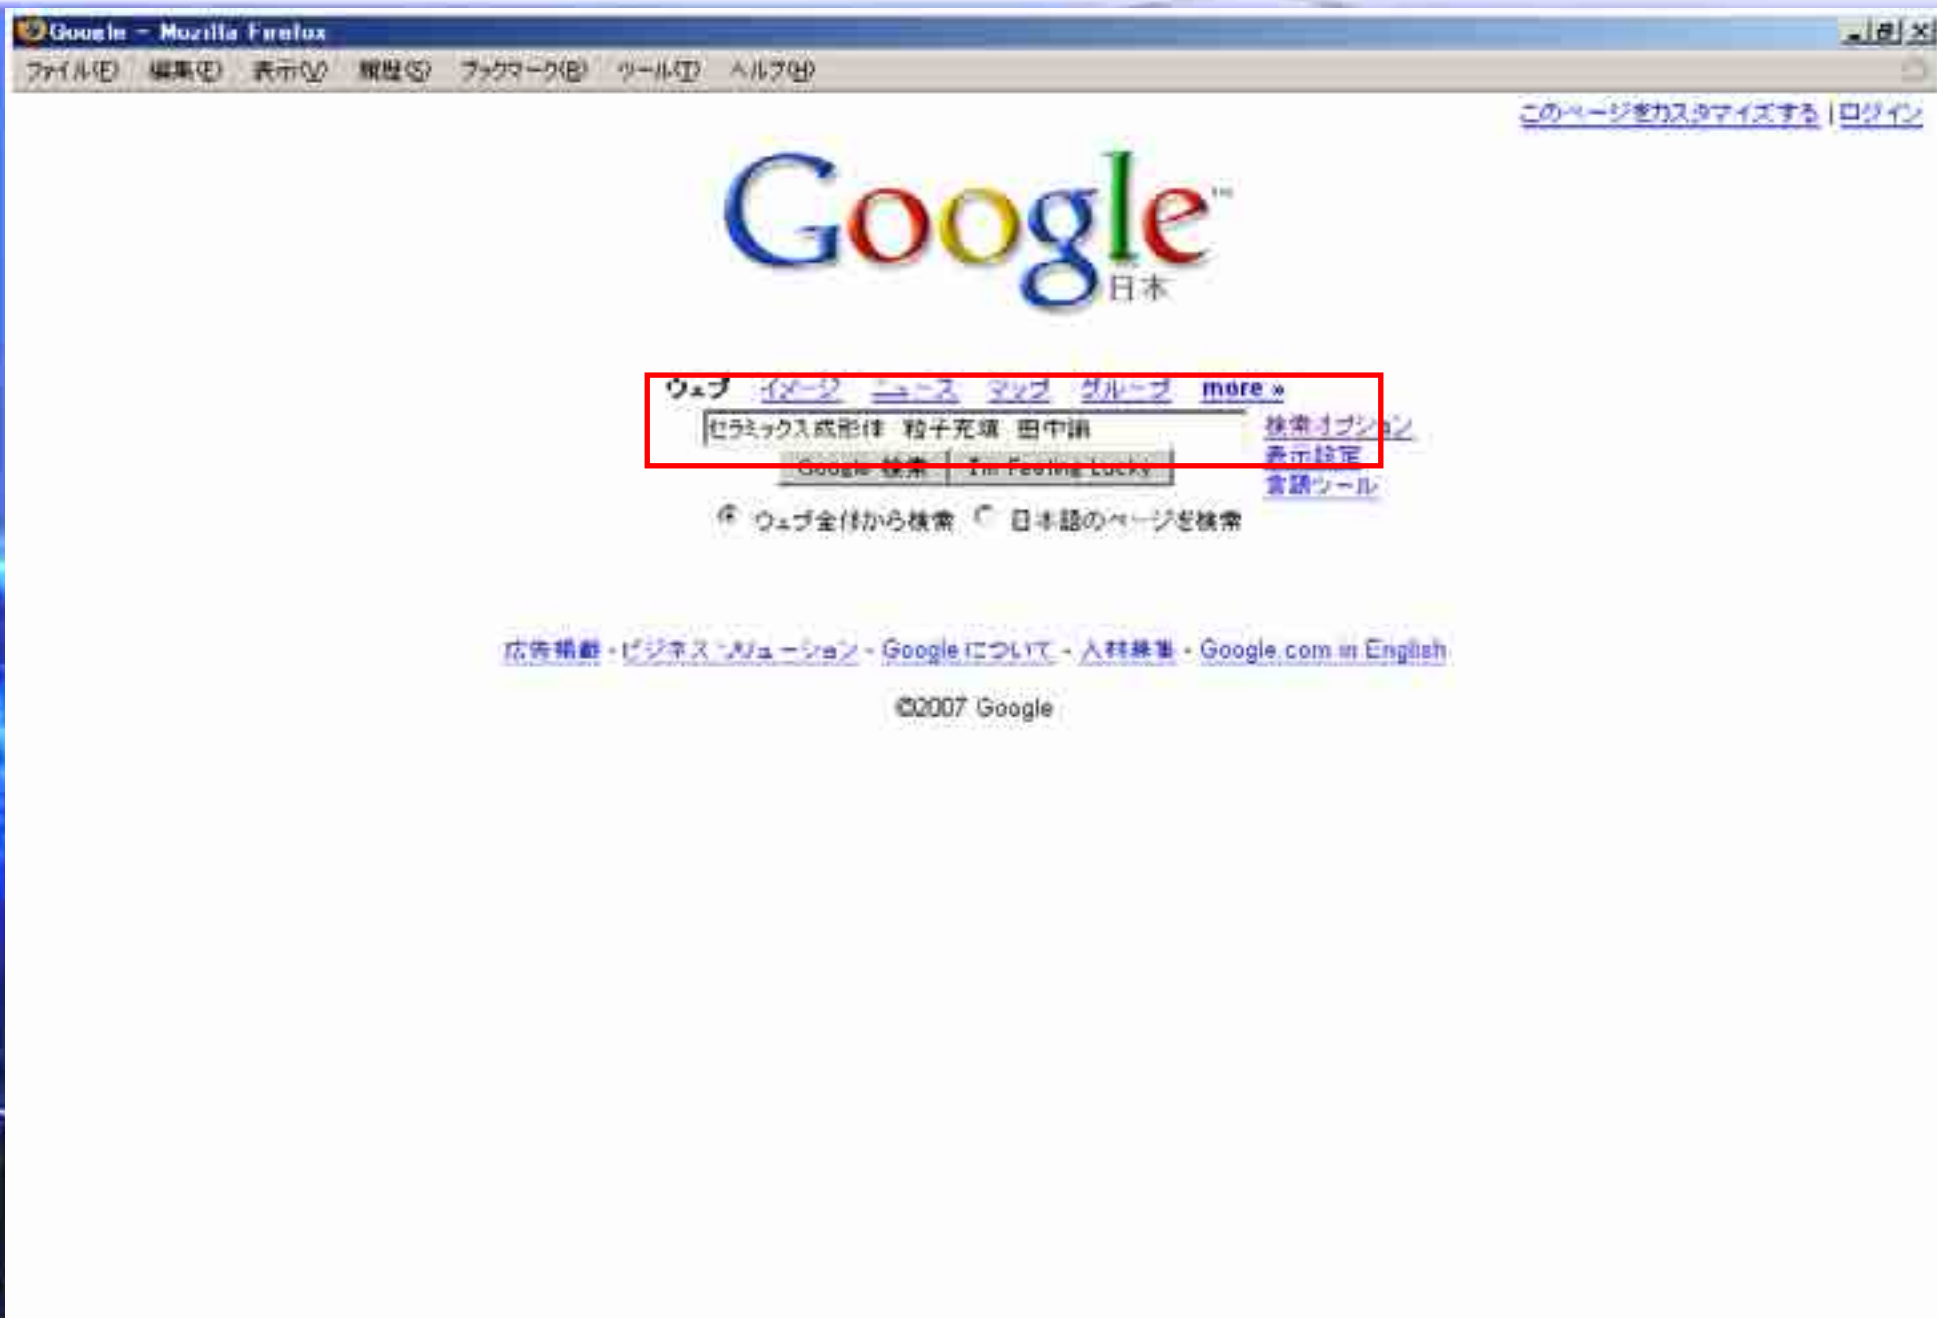 Google - Mozilla Firefox
ファイル(F) 編集(E) 表示(V) 履歴(S) ブックマーク(B) ツール(T) ヘルプ(H)
このページをカスタマイズする | ログイン
Google™
日本
ウェブ イメージ ニュース マップ グループ more »
セラミックス成形体 粒子充填 田中諭
検索オプション
Google 検索 I'm Feeling Lucky
表示設定
言語ツール
ウェブ全体から検索 日本語のページを検索
広告掲載 - ビジネス ソリューション - Google について - 人材募集 - Google.com in English
©2007 Google